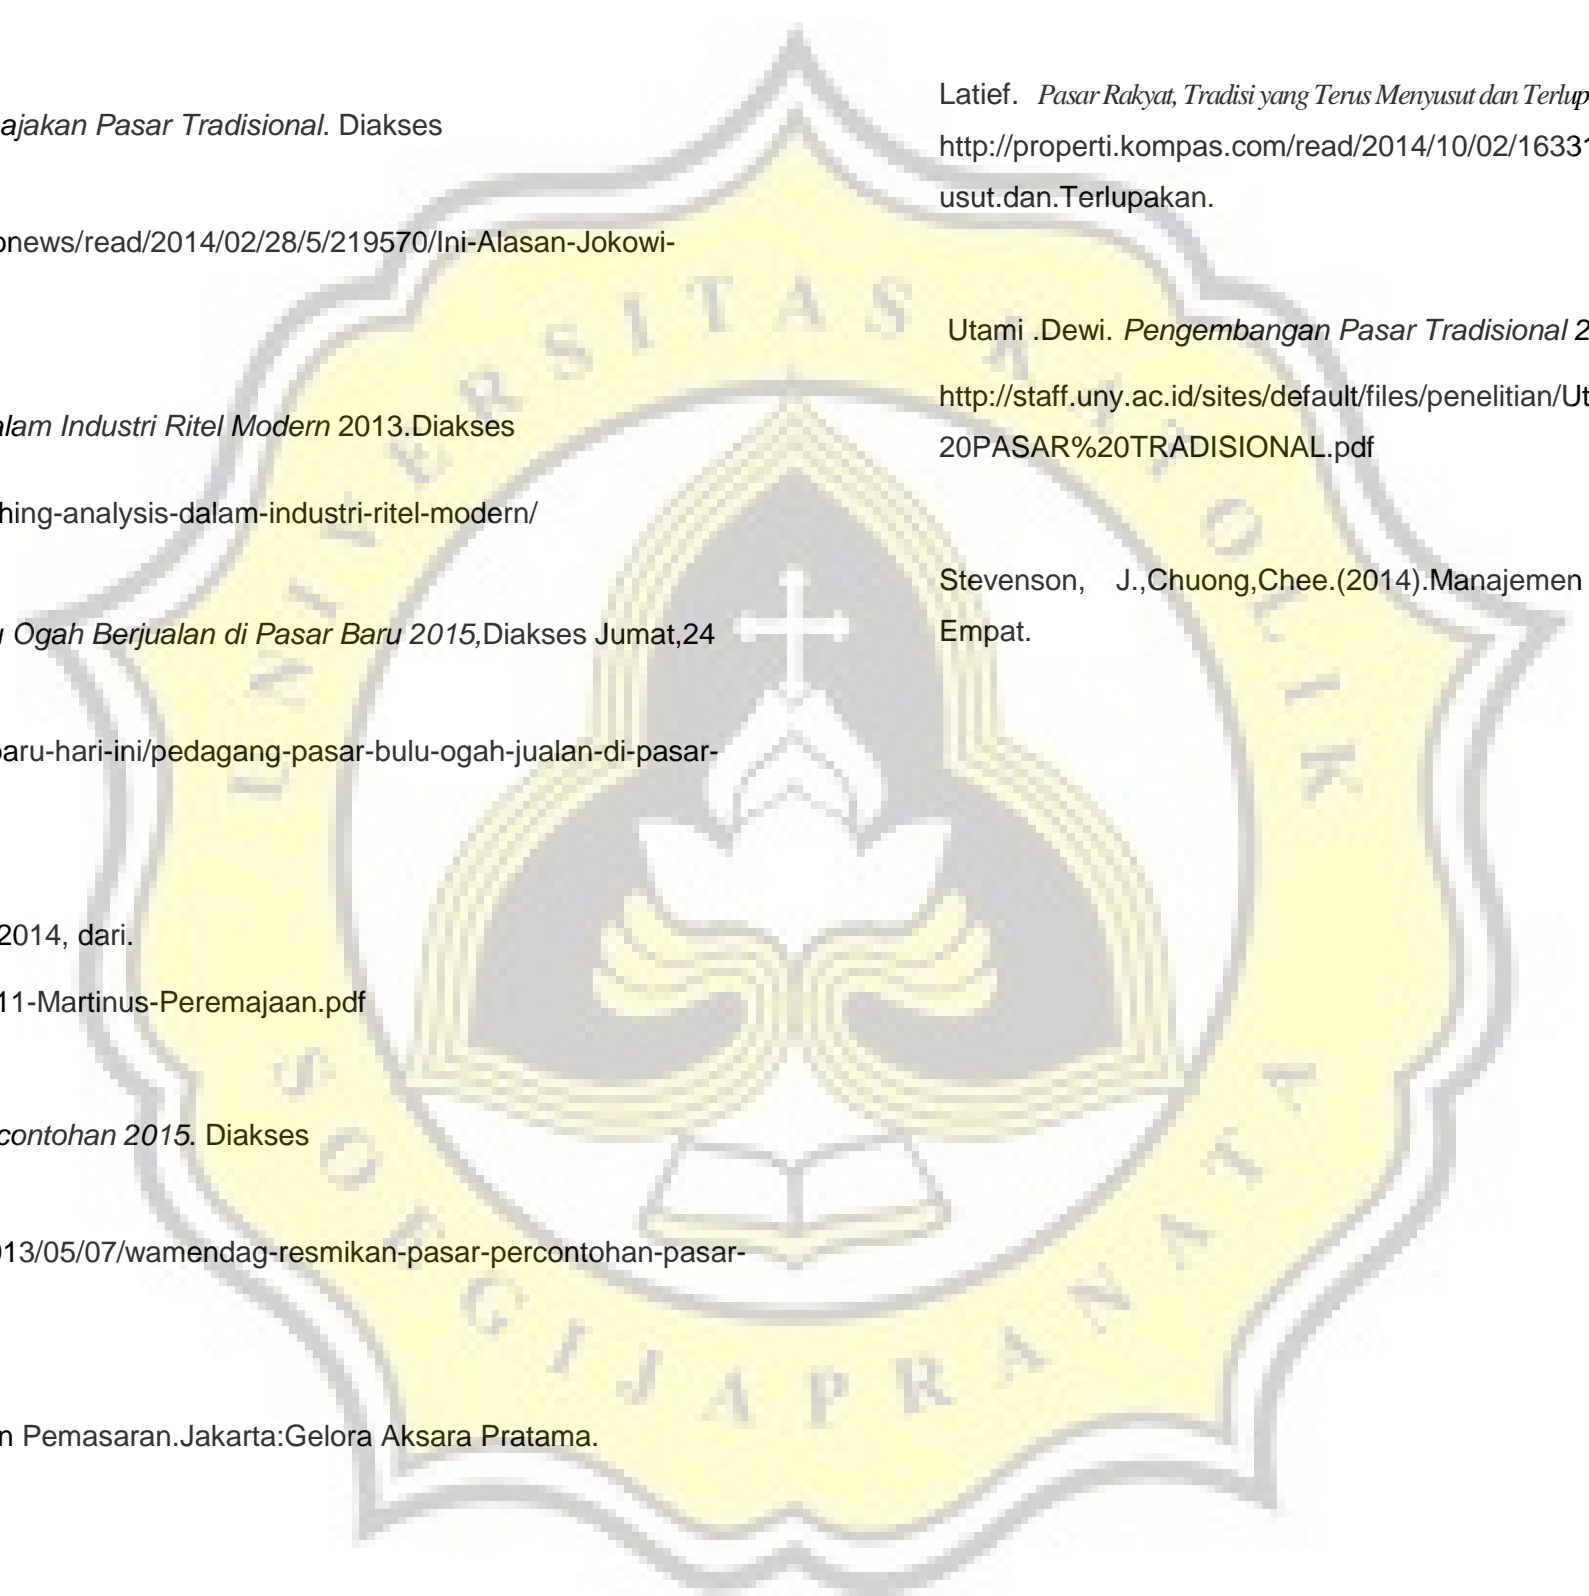 ajakan Pasar Tradisional. Diakses
onews/read/2014/02/28/5/219570/Ini-Alasan-Jokowi-
alam Industri Ritel Modern 2013.Diakses
hing-analysis-dalam-industri-ritel-modern/
Ogah Berjualan di Pasar Baru 2015,Diakses Jumat,24
baru-hari-ini/pedagang-pasar-bulu-ogah-jualan-di-pasar-
2014, dari.
11-Martinus-Peremajaan.pdf
contohan 2015. Diakses
013/05/07/wamendag-resmikan-pasar-percontohan-pasar-
n Pemasaran.Jakarta:Gelora Aksara Pratama.
Latief. Pasar Rakyat, Tradisi yang Terus Menyusut dan Terlup
http://properti.kompas.com/read/2014/10/02/16331
usut.dan.Terlupakan.
Utami .Dewi. Pengembangan Pasar Tradisional 2
http://staff.uny.ac.id/sites/default/files/penelitian/Ut
20PASAR%20TRADISIONAL.pdf
Stevenson, J.,Chuong,Chee.(2014).Manajemen
Empat.
UNIVERSITAS KATOLIK
SOEGIJAPRANATA